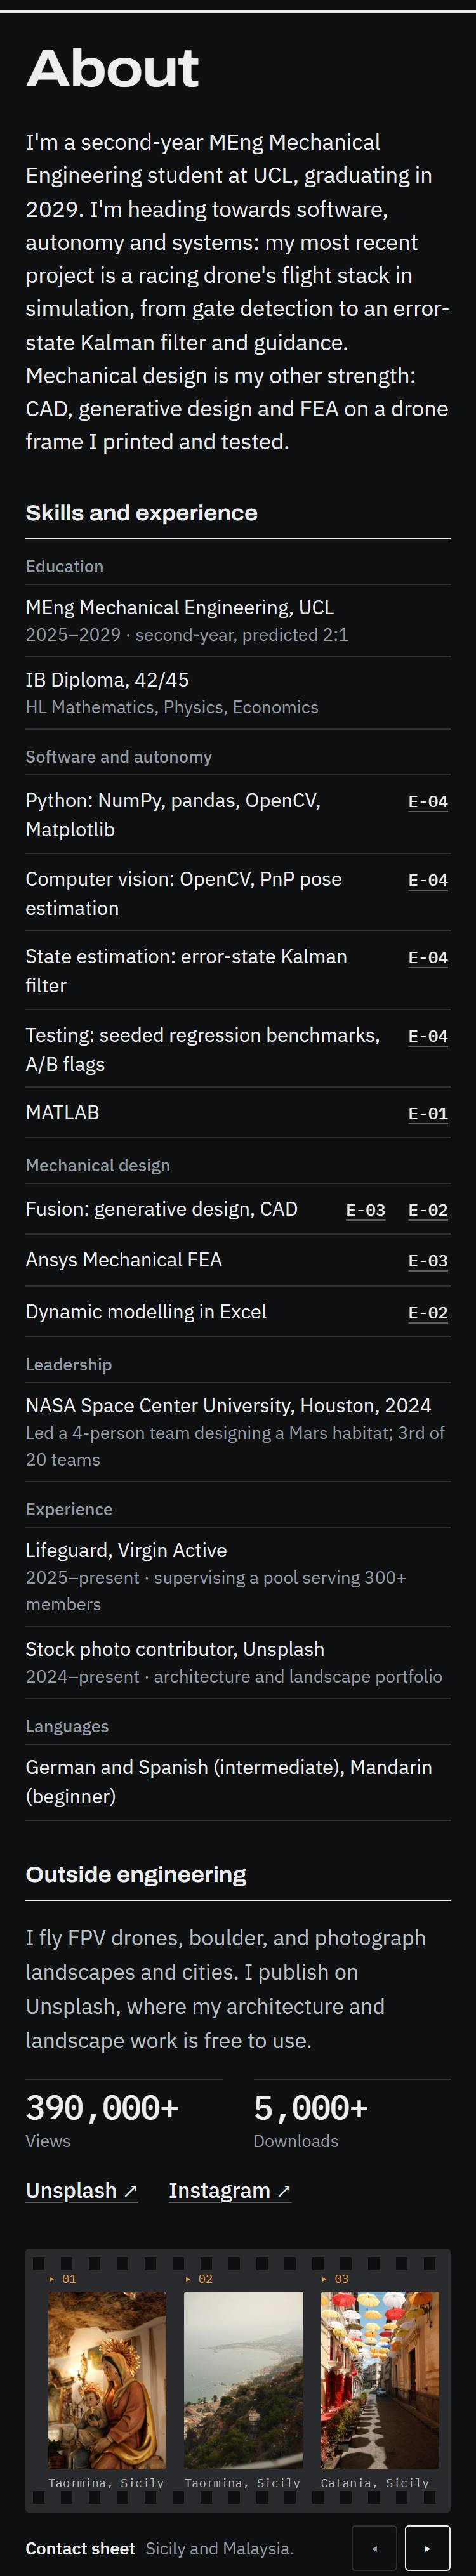 About
I'm a second-year MEng Mechanical
Engineering student at UCL, graduating in
2029. I'm heading towards software,
autonomy and systems: my most recent
project is a racing drone's flight stack in
simulation, from gate detection to an error-
state Kalman filter and guidance.
Mechanical design is my other strength:
CAD, generative design and FEA on a drone
frame I printed and tested.
Skills and experience
Education
MEng Mechanical Engineering, UCL
2025–2029 · second-year, predicted 2:1
IB Diploma, 42/45
HL Mathematics, Physics, Economics
Software and autonomy
Python: NumPy, pandas, OpenCV, E-04
Matplotlib
Computer vision: OpenCV, PnP pose E-04
estimation
State estimation: error-state Kalman E-04
filter
Testing: seeded regression benchmarks, E-04
A/B flags
MATLAB E-01
Mechanical design
Fusion: generative design, CAD E-03 E-02
Ansys Mechanical FEA E-03
Dynamic modelling in Excel E-02
Leadership
NASA Space Center University, Houston, 2024
Led a 4-person team designing a Mars habitat; 3rd of
20 teams
Experience
Lifeguard, Virgin Active
2025–present · supervising a pool serving 300+
members
Stock photo contributor, Unsplash
2024–present · architecture and landscape portfolio
Languages
German and Spanish (intermediate), Mandarin
(beginner)
Outside engineering
I fly FPV drones, boulder, and photograph
landscapes and cities. I publish on
Unsplash, where my architecture and
landscape work is free to use.
390,000+ 5,000+
Views Downloads
Unsplash ↗ Instagram ↗
▸ 01 ▸ 02 ▸ 03
Taormina, Sicily Taormina, Sicily Catania, Sicily
Contact sheet Sicily and Malaysia. ◂ ▸